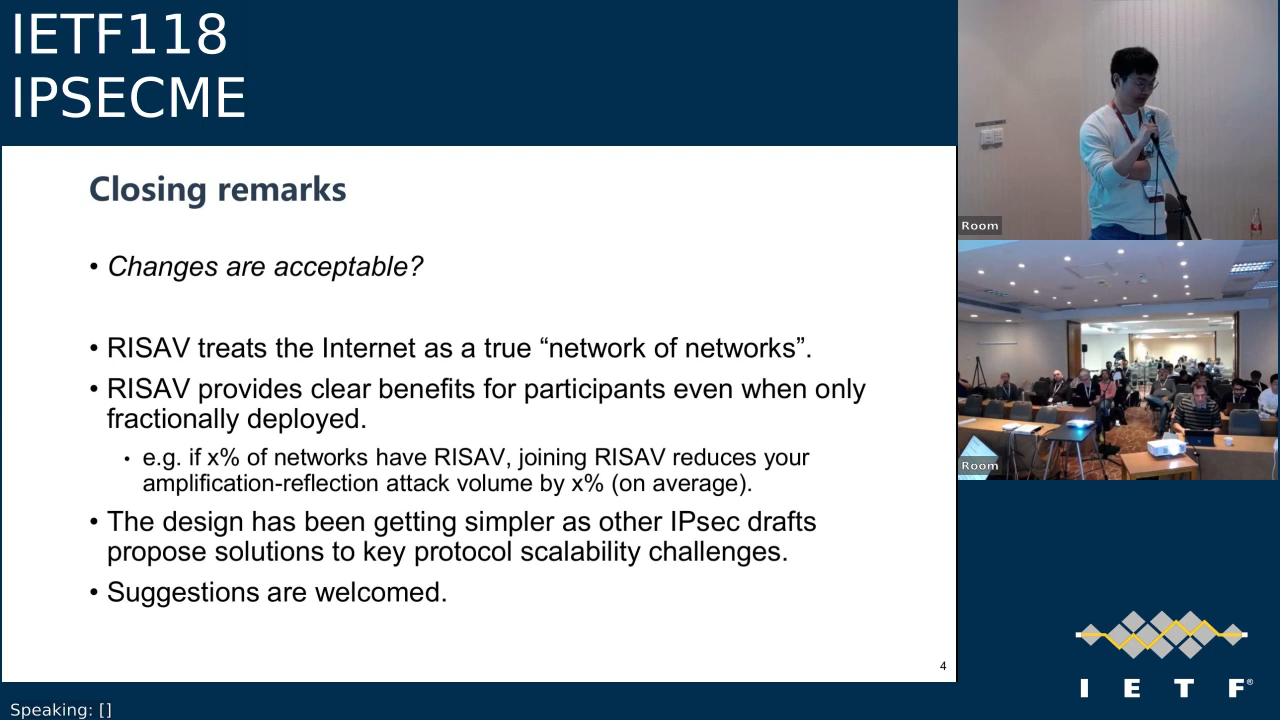 IETF118
IPSECME
Closing remarks
• Changes are acceptable?
• RISAV treats the Internet as a true “network of networks”.
• RISAV provides clear benefits for participants even when only
fractionally deployed.
• e.g. if x% of networks have RISAV, joining RISAV reduces your
amplification-reflection attack volume by x% (on average).
• The design has been getting simpler as other IPsec drafts
propose solutions to key protocol scalability challenges.
• Suggestions are welcomed.
4
Room
Room
I E T F®
Speaking: []